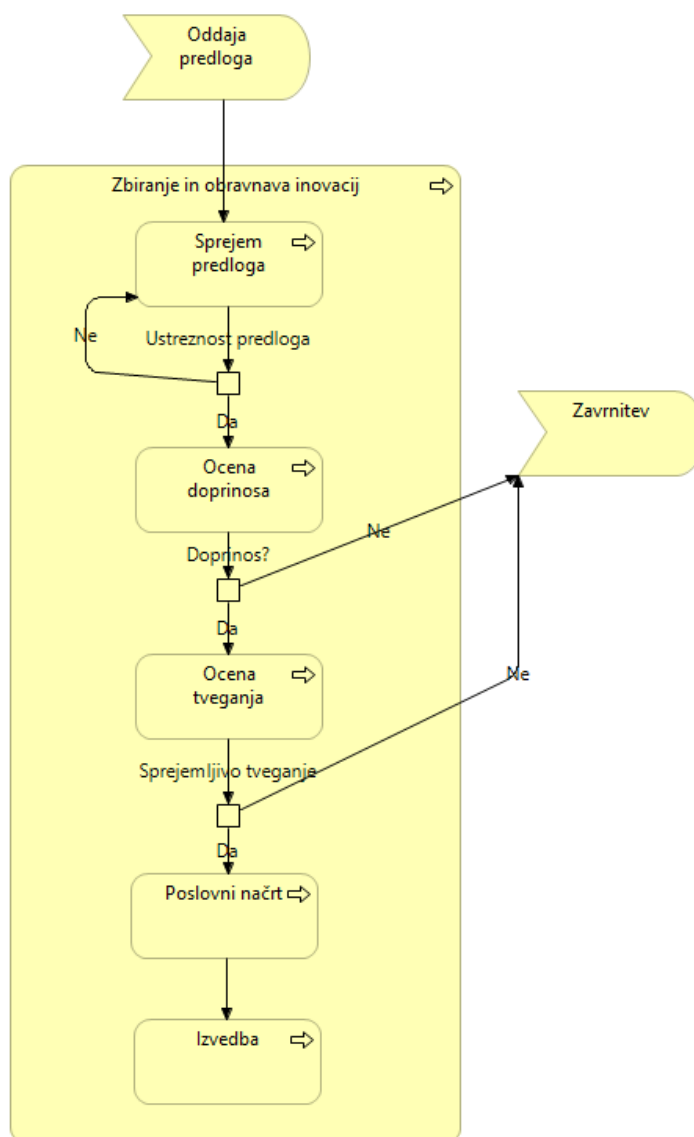 Oddaja
predloga
Zbiranje in obravnava inovacij
Sprejem
predloga
Ne
Ustreznost predloga
Da
Zavrnitev
Ocena
doprinosa
Ne
Doprinos?
Da
Ocena
tveganja
Ne
Sprejemljivo tveganje
Da
Poslovni načrt
Izvedba